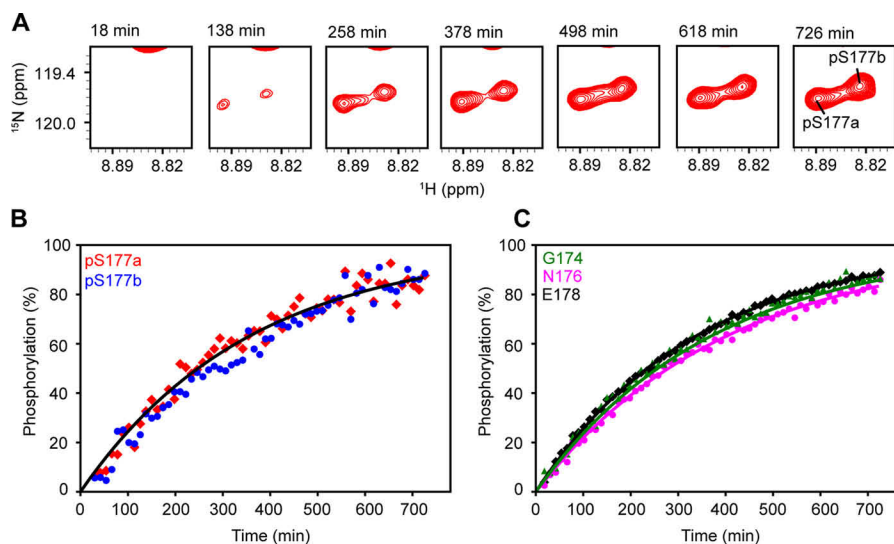 A
18 min 138 min 258 min 378 min 498 min 618 min 726 min
pS177b
119.4
¹⁵N (ppm)
120.0
pS177a
8.89 8.82 8.89 8.82 8.89 8.82 8.89 8.82 8.89 8.82 8.89 8.82 8.89 8.82
¹H (ppm)
B
100
pS177a
pS177b
80
60
Phosphorylation (%)
40
20
0
0 100 200 300 400 500 600 700
Time (min)
C
100
G174
N176
E178
80
60
Phosphorylation (%)
40
20
0
0 100 200 300 400 500 600 700
Time (min)